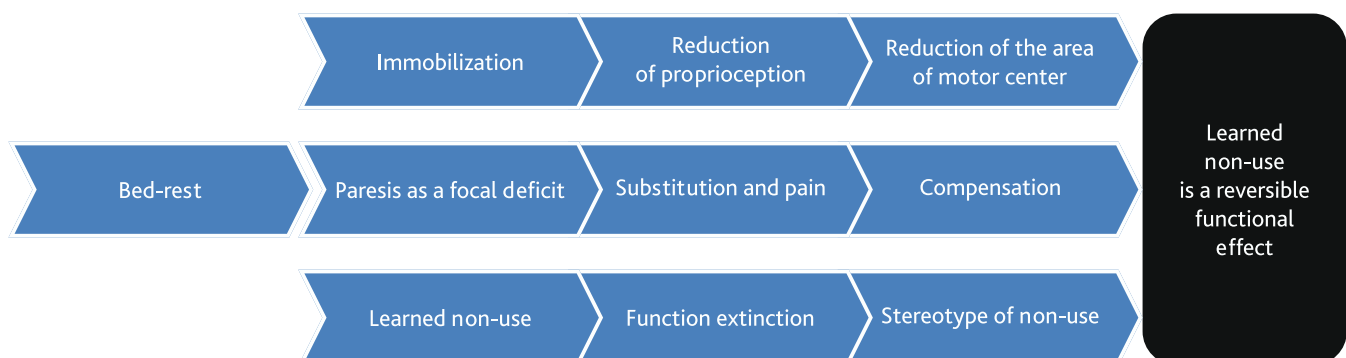 Immobilization
Reduction
of proprioception
Reduction of the area
of motor center
Bed-rest
Paresis as a focal deficit
Substitution and pain
Compensation
Learned non-use
Function extinction
Stereotype of non-use
Learned
non-use
is a reversible
functional
effect